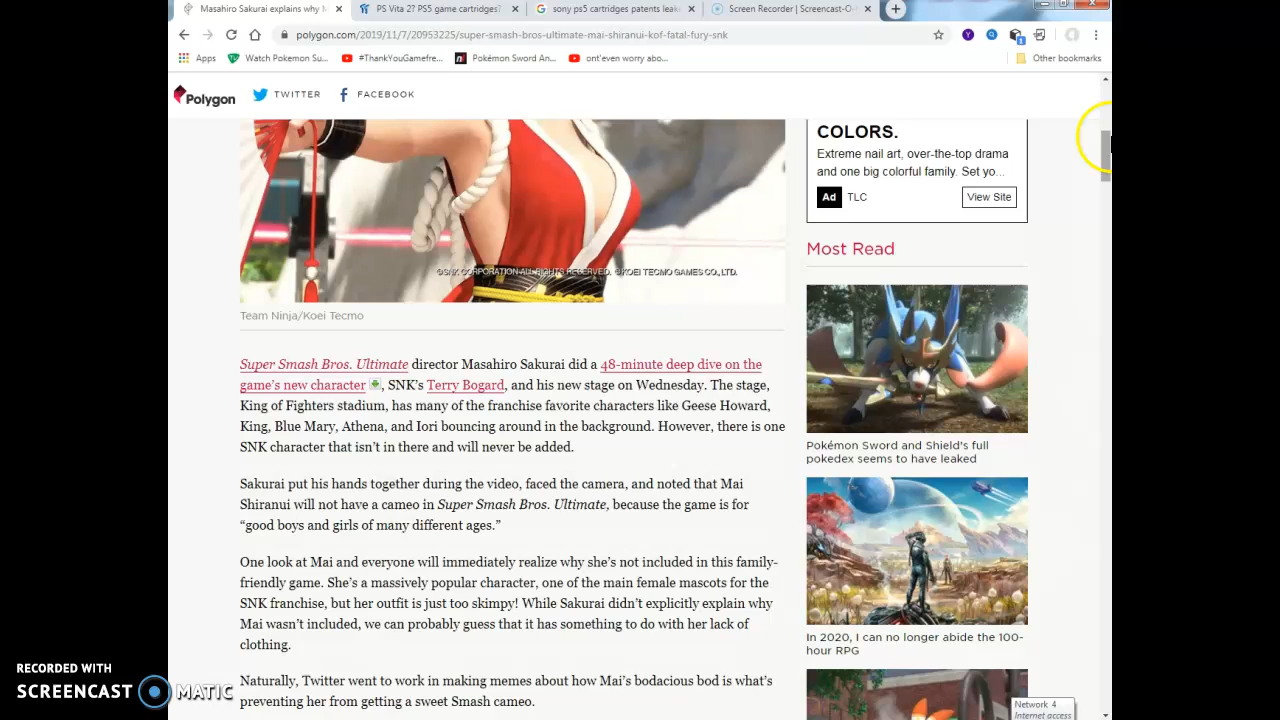 Masahiro Sakurai explains why M
PS Vita 2? PS5 game cartridges?
sony ps5 cartridges patents leak
Screen Recorder | Screencast-O-
polygon.com/2019/11/7/20953225/super-smash-bros-ultimate-mai-shiranui-kof-fatal-fury-snk
Apps
Watch Pokemon Su...
#ThankYouGamefre...
Pokémon Sword An...
ont'even worry abo...
Other bookmarks
Polygon
TWITTER
FACEBOOK
COLORS.
Extreme nail art, over-the-top drama
and one big colorful family. Set yo...
Ad TLC View Site
©SNK CORPORATION ALL RIGHTS RESERVED. ©KOEI TECMO GAMES CO., LTD.
Team Ninja/Koei Tecmo
Super Smash Bros. Ultimate director Masahiro Sakurai did a 48-minute deep dive on the
game's new character, SNK's Terry Bogard, and his new stage on Wednesday. The stage,
King of Fighters stadium, has many of the franchise favorite characters like Geese Howard,
King, Blue Mary, Athena, and Iori bouncing around in the background. However, there is one
SNK character that isn't in there and will never be added.
Sakurai put his hands together during the video, faced the camera, and noted that Mai
Shiranui will not have a cameo in Super Smash Bros. Ultimate, because the game is for
“good boys and girls of many different ages.”
One look at Mai and everyone will immediately realize why she's not included in this family-
friendly game. She's a massively popular character, one of the main female mascots for the
SNK franchise, but her outfit is just too skimpy! While Sakurai didn't explicitly explain why
Mai wasn't included, we can probably guess that it has something to do with her lack of
clothing.
Naturally, Twitter went to work in making memes about how Mai's bodacious bod is what's
preventing her from getting a sweet Smash cameo.
Most Read
Pokémon Sword and Shield's full
pokedex seems to have leaked
In 2020, I can no longer abide the 100-
hour RPG
Network 4
Internet access
RECORDED WITH
SCREENCAST MATIC